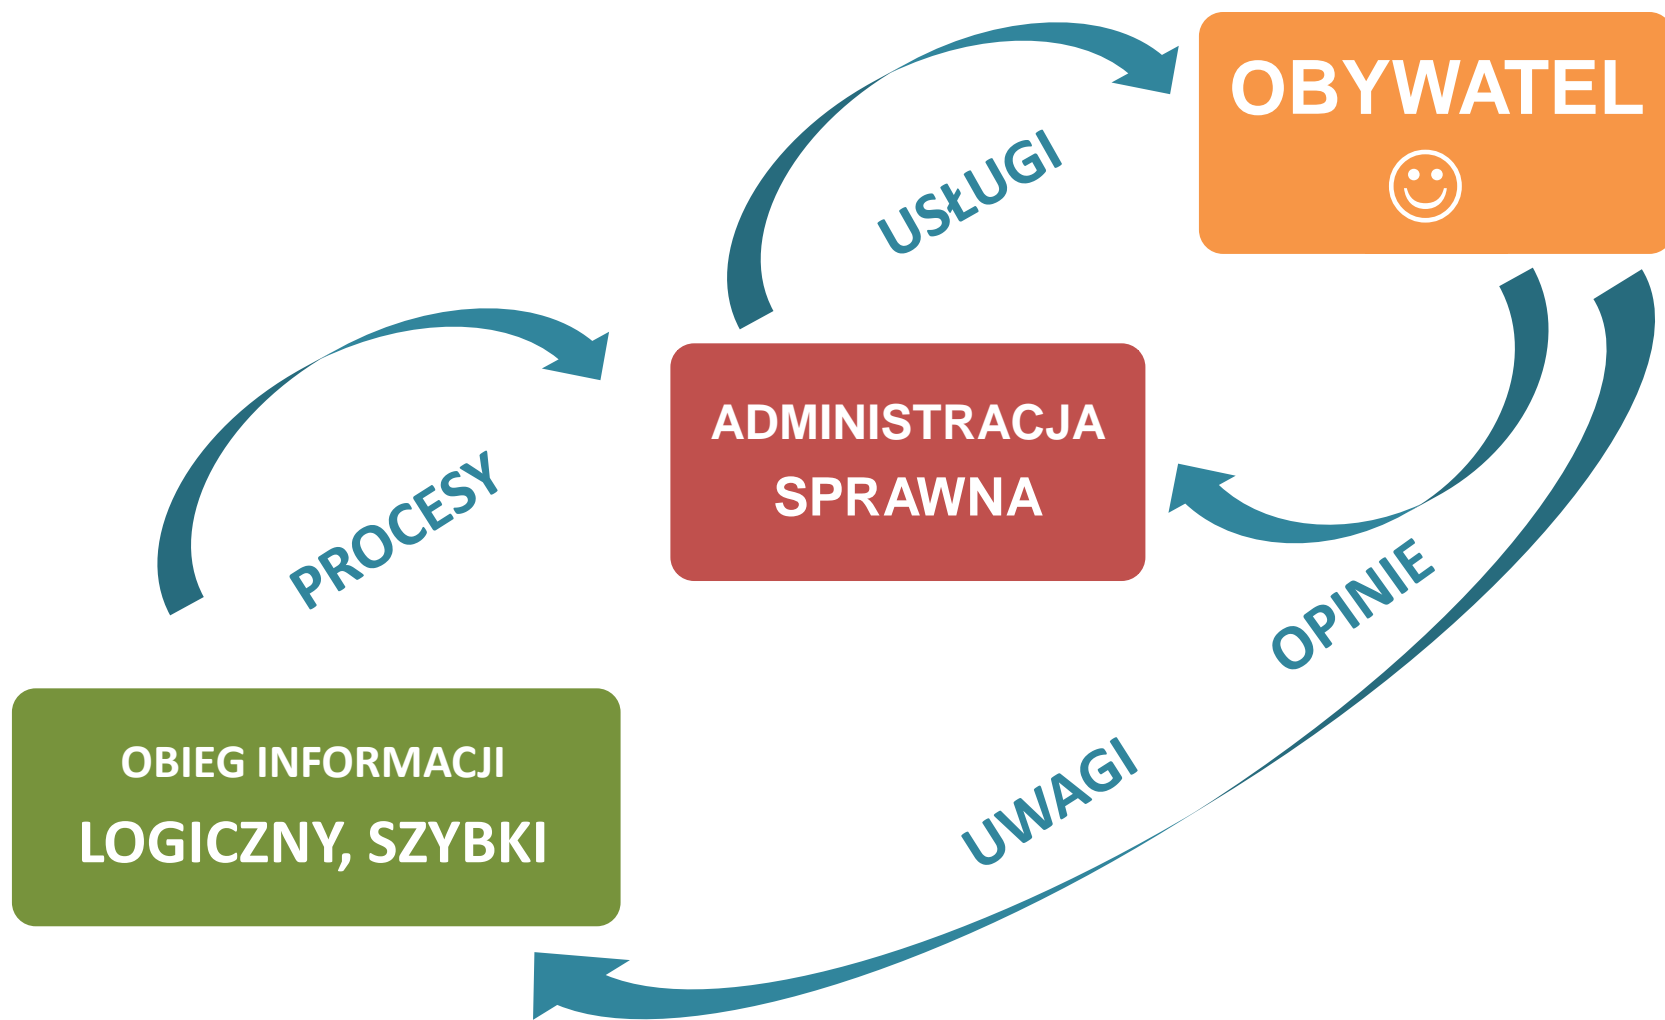 OBYWATEL
USŁUGI
ADMINISTRACJA
SPRAWNA
PROCESY
OPINIE
OBIEG INFORMACJI
LOGICZNY, SZYBKI
UWAGI